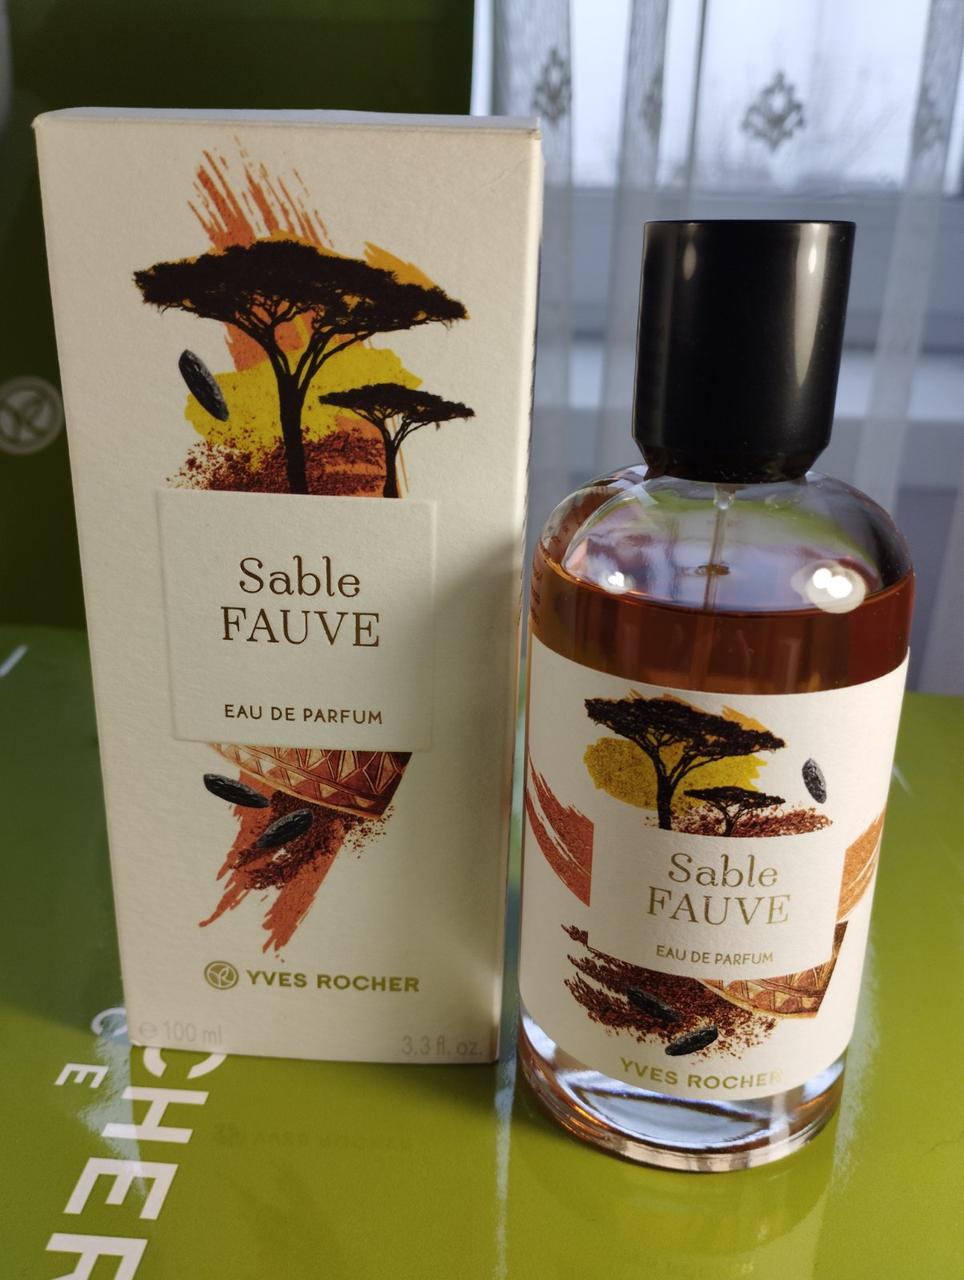 Sable
FAUVE
EAU DE PARFUM
YVES ROCHER
e 100 ml
3.3 fl. oz.
Sable
FAUVE
EAU DE PARFUM
YVES ROCHER
CHER
E